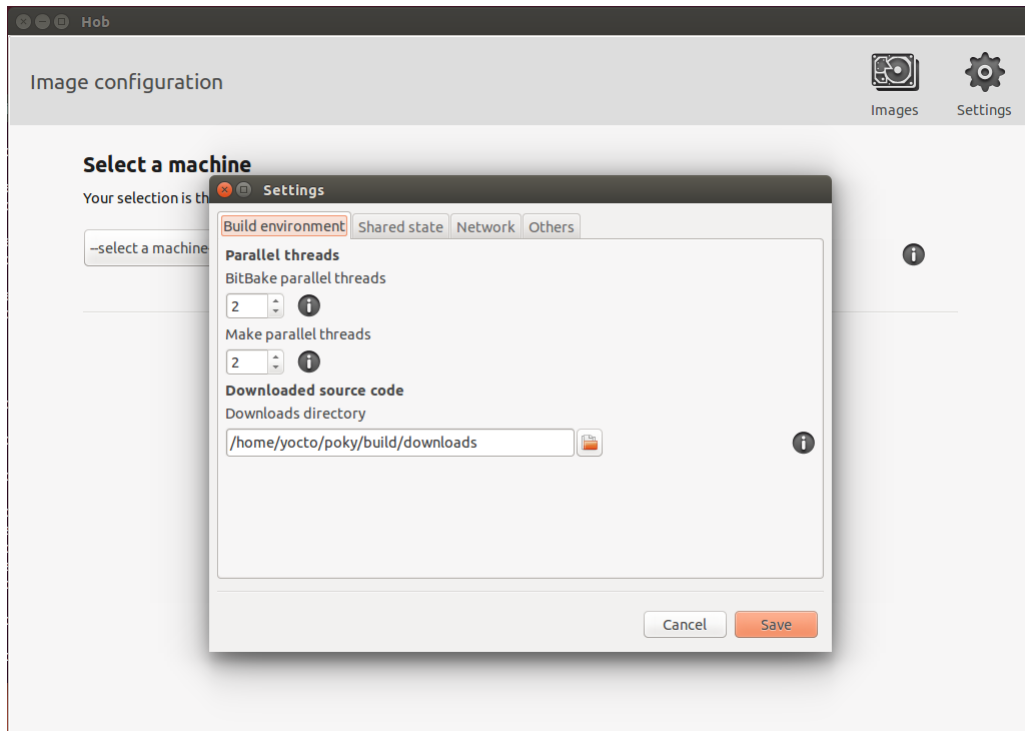 Hob
Image configuration
Images
Settings
Select a machine
Your selection is th
--select a machine
Settings
Build environment
Shared state
Network
Others
Parallel threads
BitBake parallel threads
2
Make parallel threads
2
Downloaded source code
Downloads directory
/home/yocto/poky/build/downloads
Cancel
Save